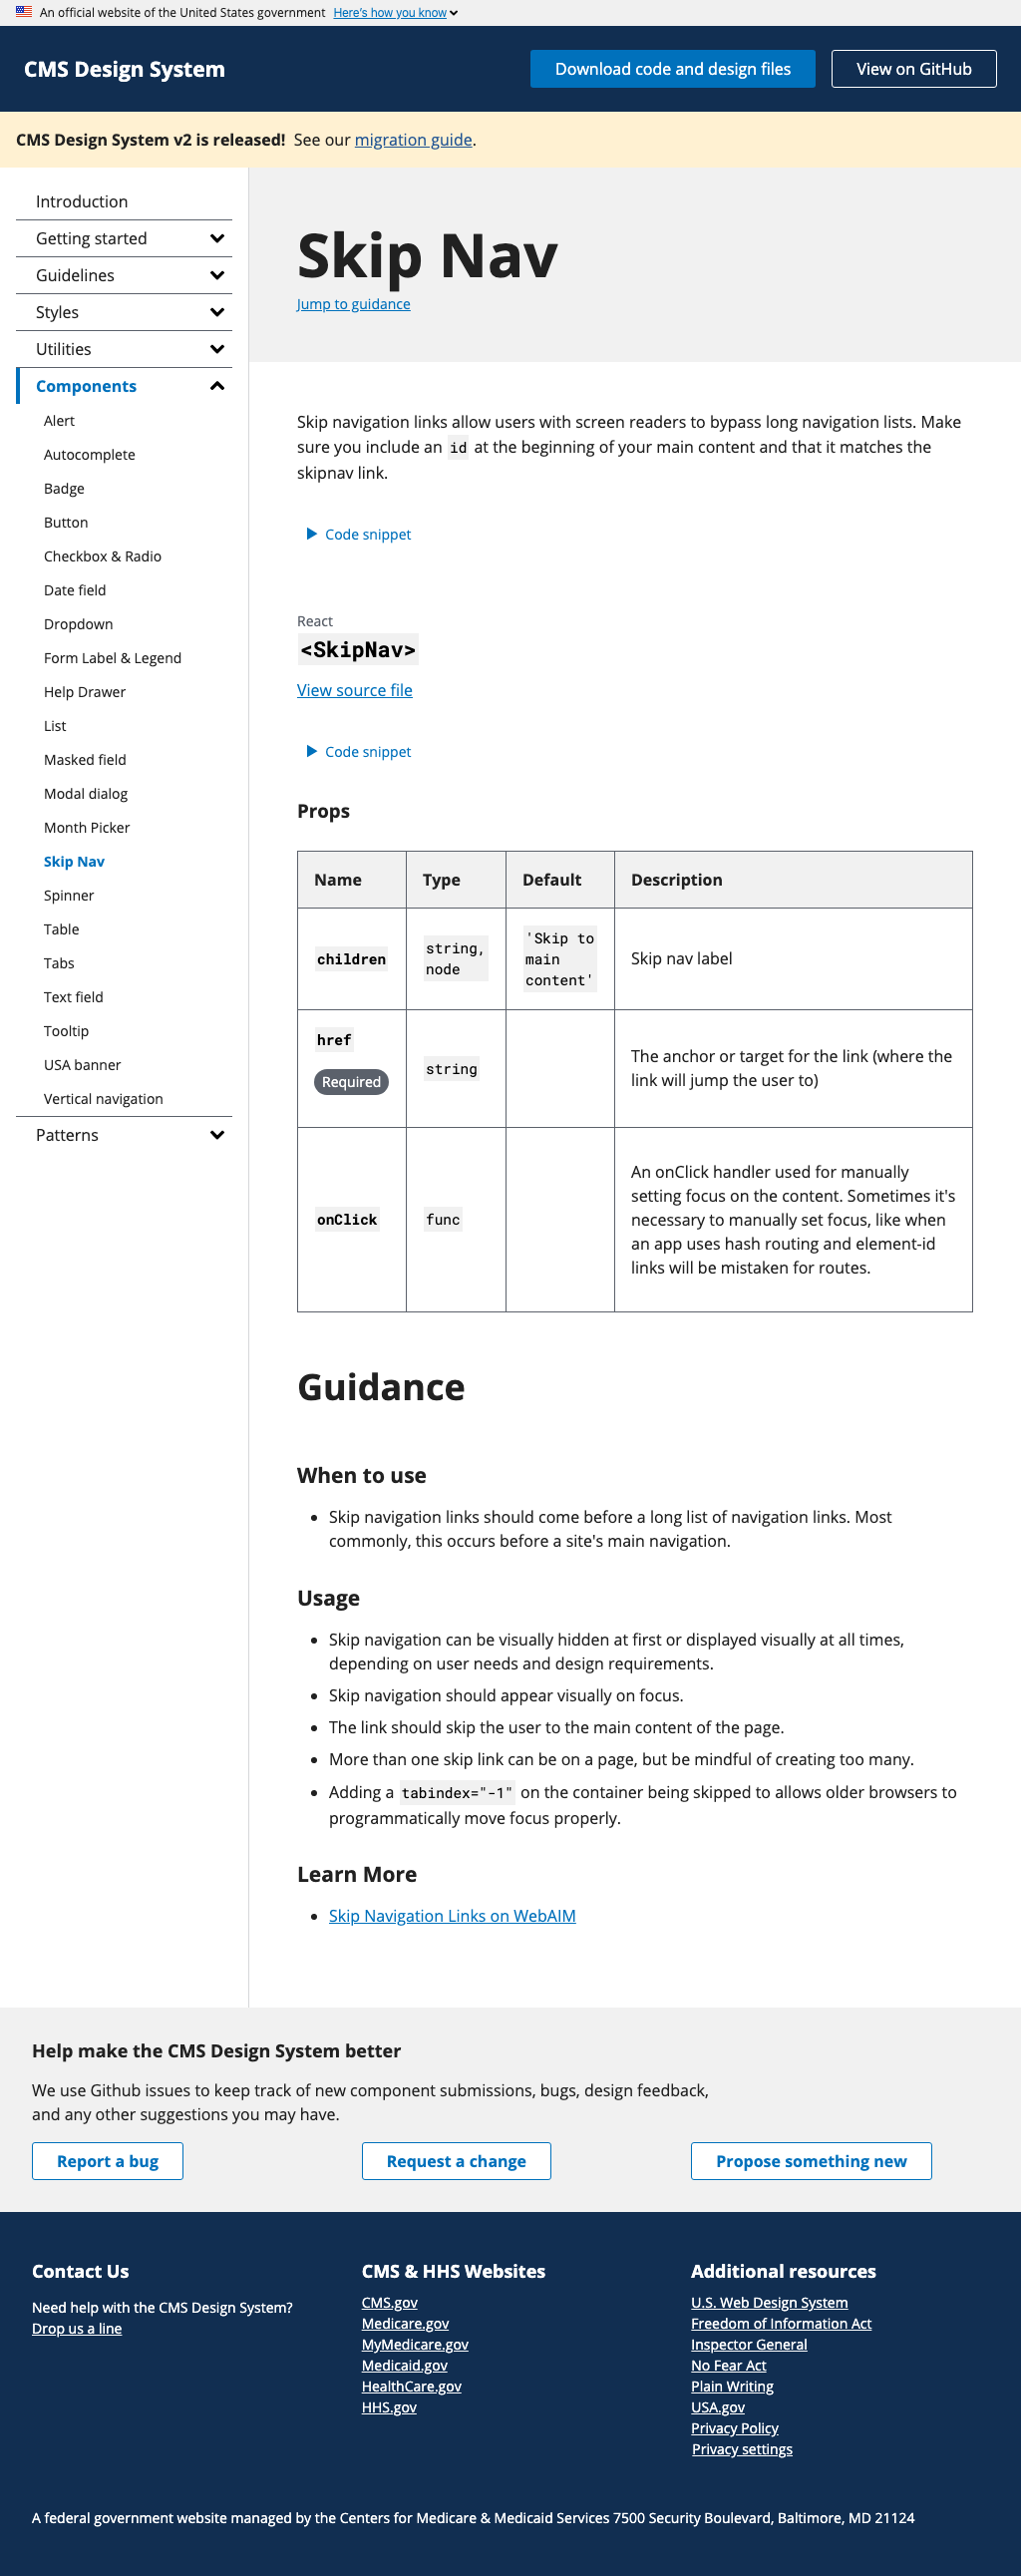 An official website of the United States government Here's how you know
CMS Design System
Download code and design files
View on GitHub
CMS Design System v2 is released! See our migration guide.
Introduction
Getting started
Guidelines
Styles
Utilities
Components
Alert
Autocomplete
Badge
Button
Checkbox & Radio
Date field
Dropdown
Form Label & Legend
Help Drawer
List
Masked field
Modal dialog
Month Picker
Skip Nav
Spinner
Table
Tabs
Text field
Tooltip
USA banner
Vertical navigation
Patterns
Skip Nav
Jump to guidance
Skip navigation links allow users with screen readers to bypass long navigation lists. Make
sure you include an id at the beginning of your main content and that it matches the
skipnav link.
Code snippet
React
<SkipNav>
View source file
Code snippet
Props
Name Type Default Description
children
string,
node
'Skip to
main
content'
Skip nav label
href
Required
string
The anchor or target for the link (where the
link will jump the user to)
onClick
func
An onClick handler used for manually
setting focus on the content. Sometimes it's
necessary to manually set focus, like when
an app uses hash routing and element-id
links will be mistaken for routes.
Guidance
When to use
Skip navigation links should come before a long list of navigation links. Most
commonly, this occurs before a site's main navigation.
Usage
Skip navigation can be visually hidden at first or displayed visually at all times,
depending on user needs and design requirements.
Skip navigation should appear visually on focus.
The link should skip the user to the main content of the page.
More than one skip link can be on a page, but be mindful of creating too many.
Adding a tabindex="-1" on the container being skipped to allows older browsers to
programmatically move focus properly.
Learn More
Skip Navigation Links on WebAIM
Help make the CMS Design System better
We use Github issues to keep track of new component submissions, bugs, design feedback,
and any other suggestions you may have.
Report a bug
Request a change
Propose something new
Contact Us
Need help with the CMS Design System?
Drop us a line
CMS & HHS Websites
CMS.gov
Medicare.gov
MyMedicare.gov
Medicaid.gov
HealthCare.gov
HHS.gov
Additional resources
U.S. Web Design System
Freedom of Information Act
Inspector General
No Fear Act
Plain Writing
USA.gov
Privacy Policy
Privacy settings
A federal government website managed by the Centers for Medicare & Medicaid Services 7500 Security Boulevard, Baltimore, MD 21124